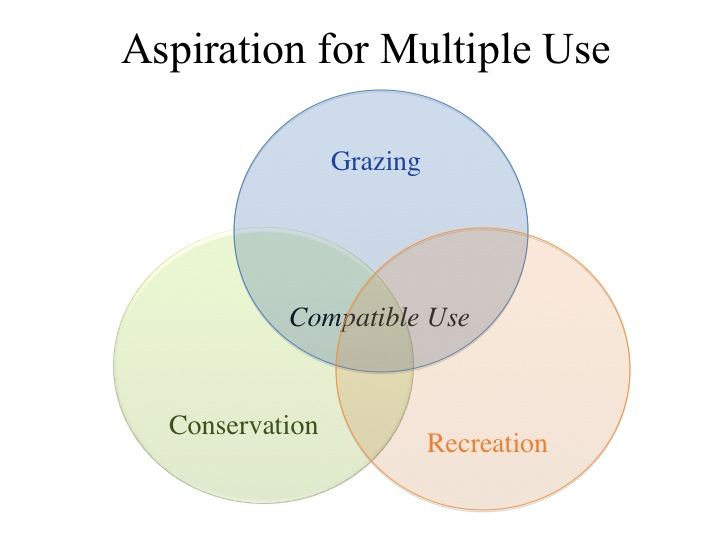 Aspiration for Multiple Use
Grazing
Compatible Use
Conservation
Recreation